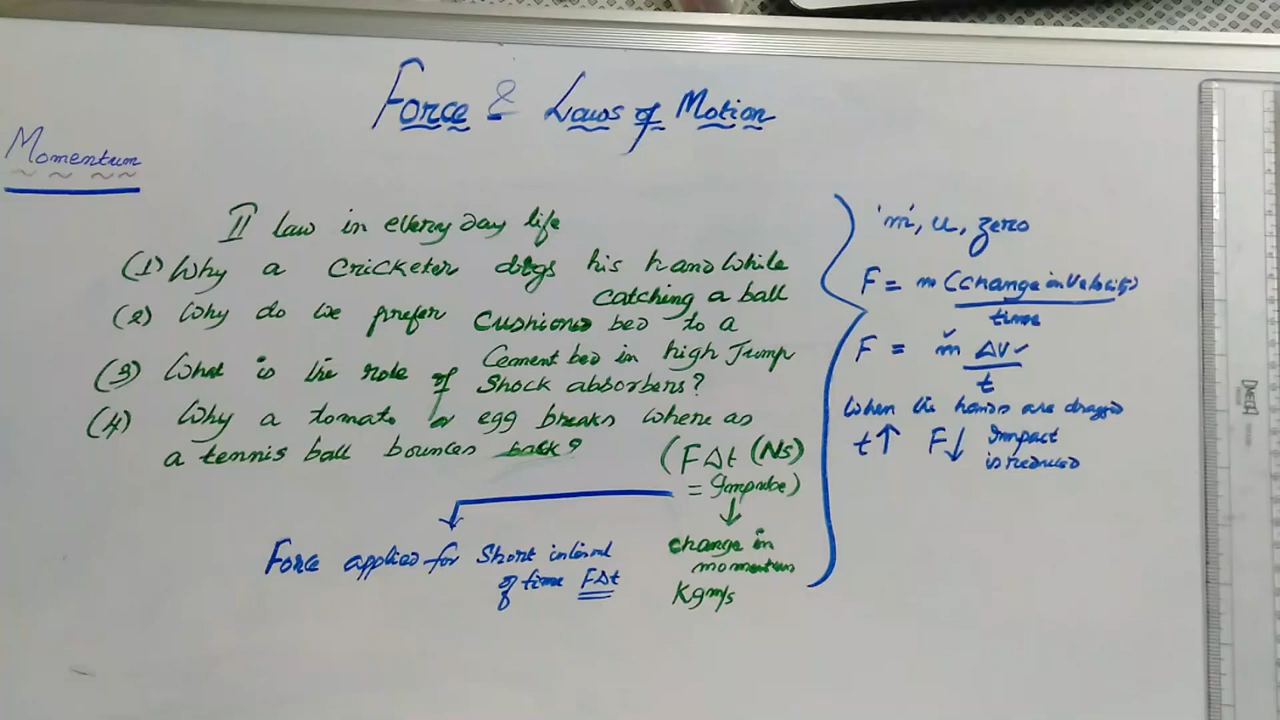 Force & Laws of Motion
Momentum
II law in every day life
(1) Why a cricketer drags his hand while
catching a ball
(2) Why do we prefer cushioned bed to a
Cement bed in high Jump
(3) What is the role of Shock absorbers?
(4) Why a tomato or egg breaks where as
a tennis ball bounces back?
(FΔt (Ns)
= Impulse)
Force applied for Short interval
of time FΔt
change in
momentum
Kgm/s
'm', u, zero
F = m (change in velocity)
time
F = m ΔV
t
When the hands are dragged
t↑ F↓ Impact
is reduced